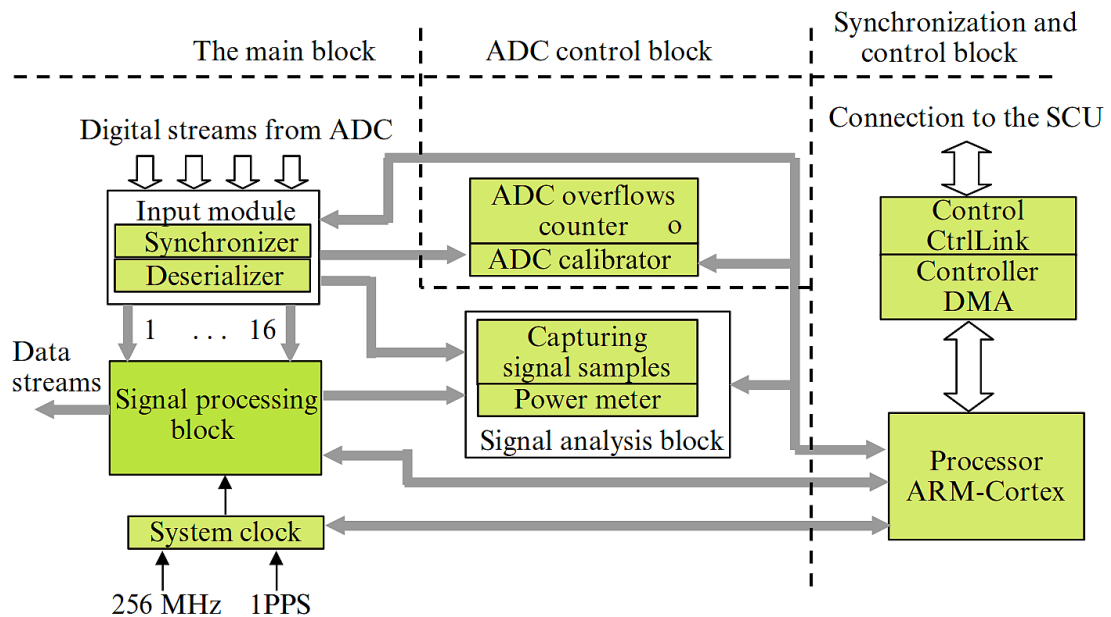 The main block
ADC control block
Synchronization and
control block
Digital streams from ADC
Connection to the SCU
Input module
Synchronizer
Deserializer
ADC overflows
counter o
ADC calibrator
Control
CtrlLink
Controller
DMA
1 . . . 16
Data
streams
Signal processing
block
Capturing
signal samples
Power meter
Signal analysis block
Processor
ARM-Cortex
System clock
256 MHz
1PPS